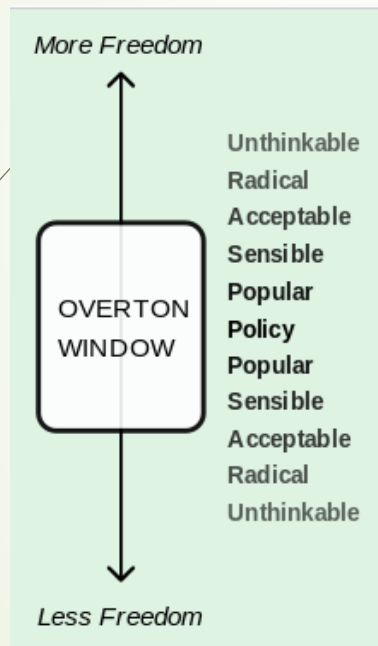 More Freedom
Unthinkable
Radical
Acceptable
Sensible
Popular
OVERTON
Policy
WINDOW
Popular
Sensible
Acceptable
Radical
Unthinkable
Less Freedom